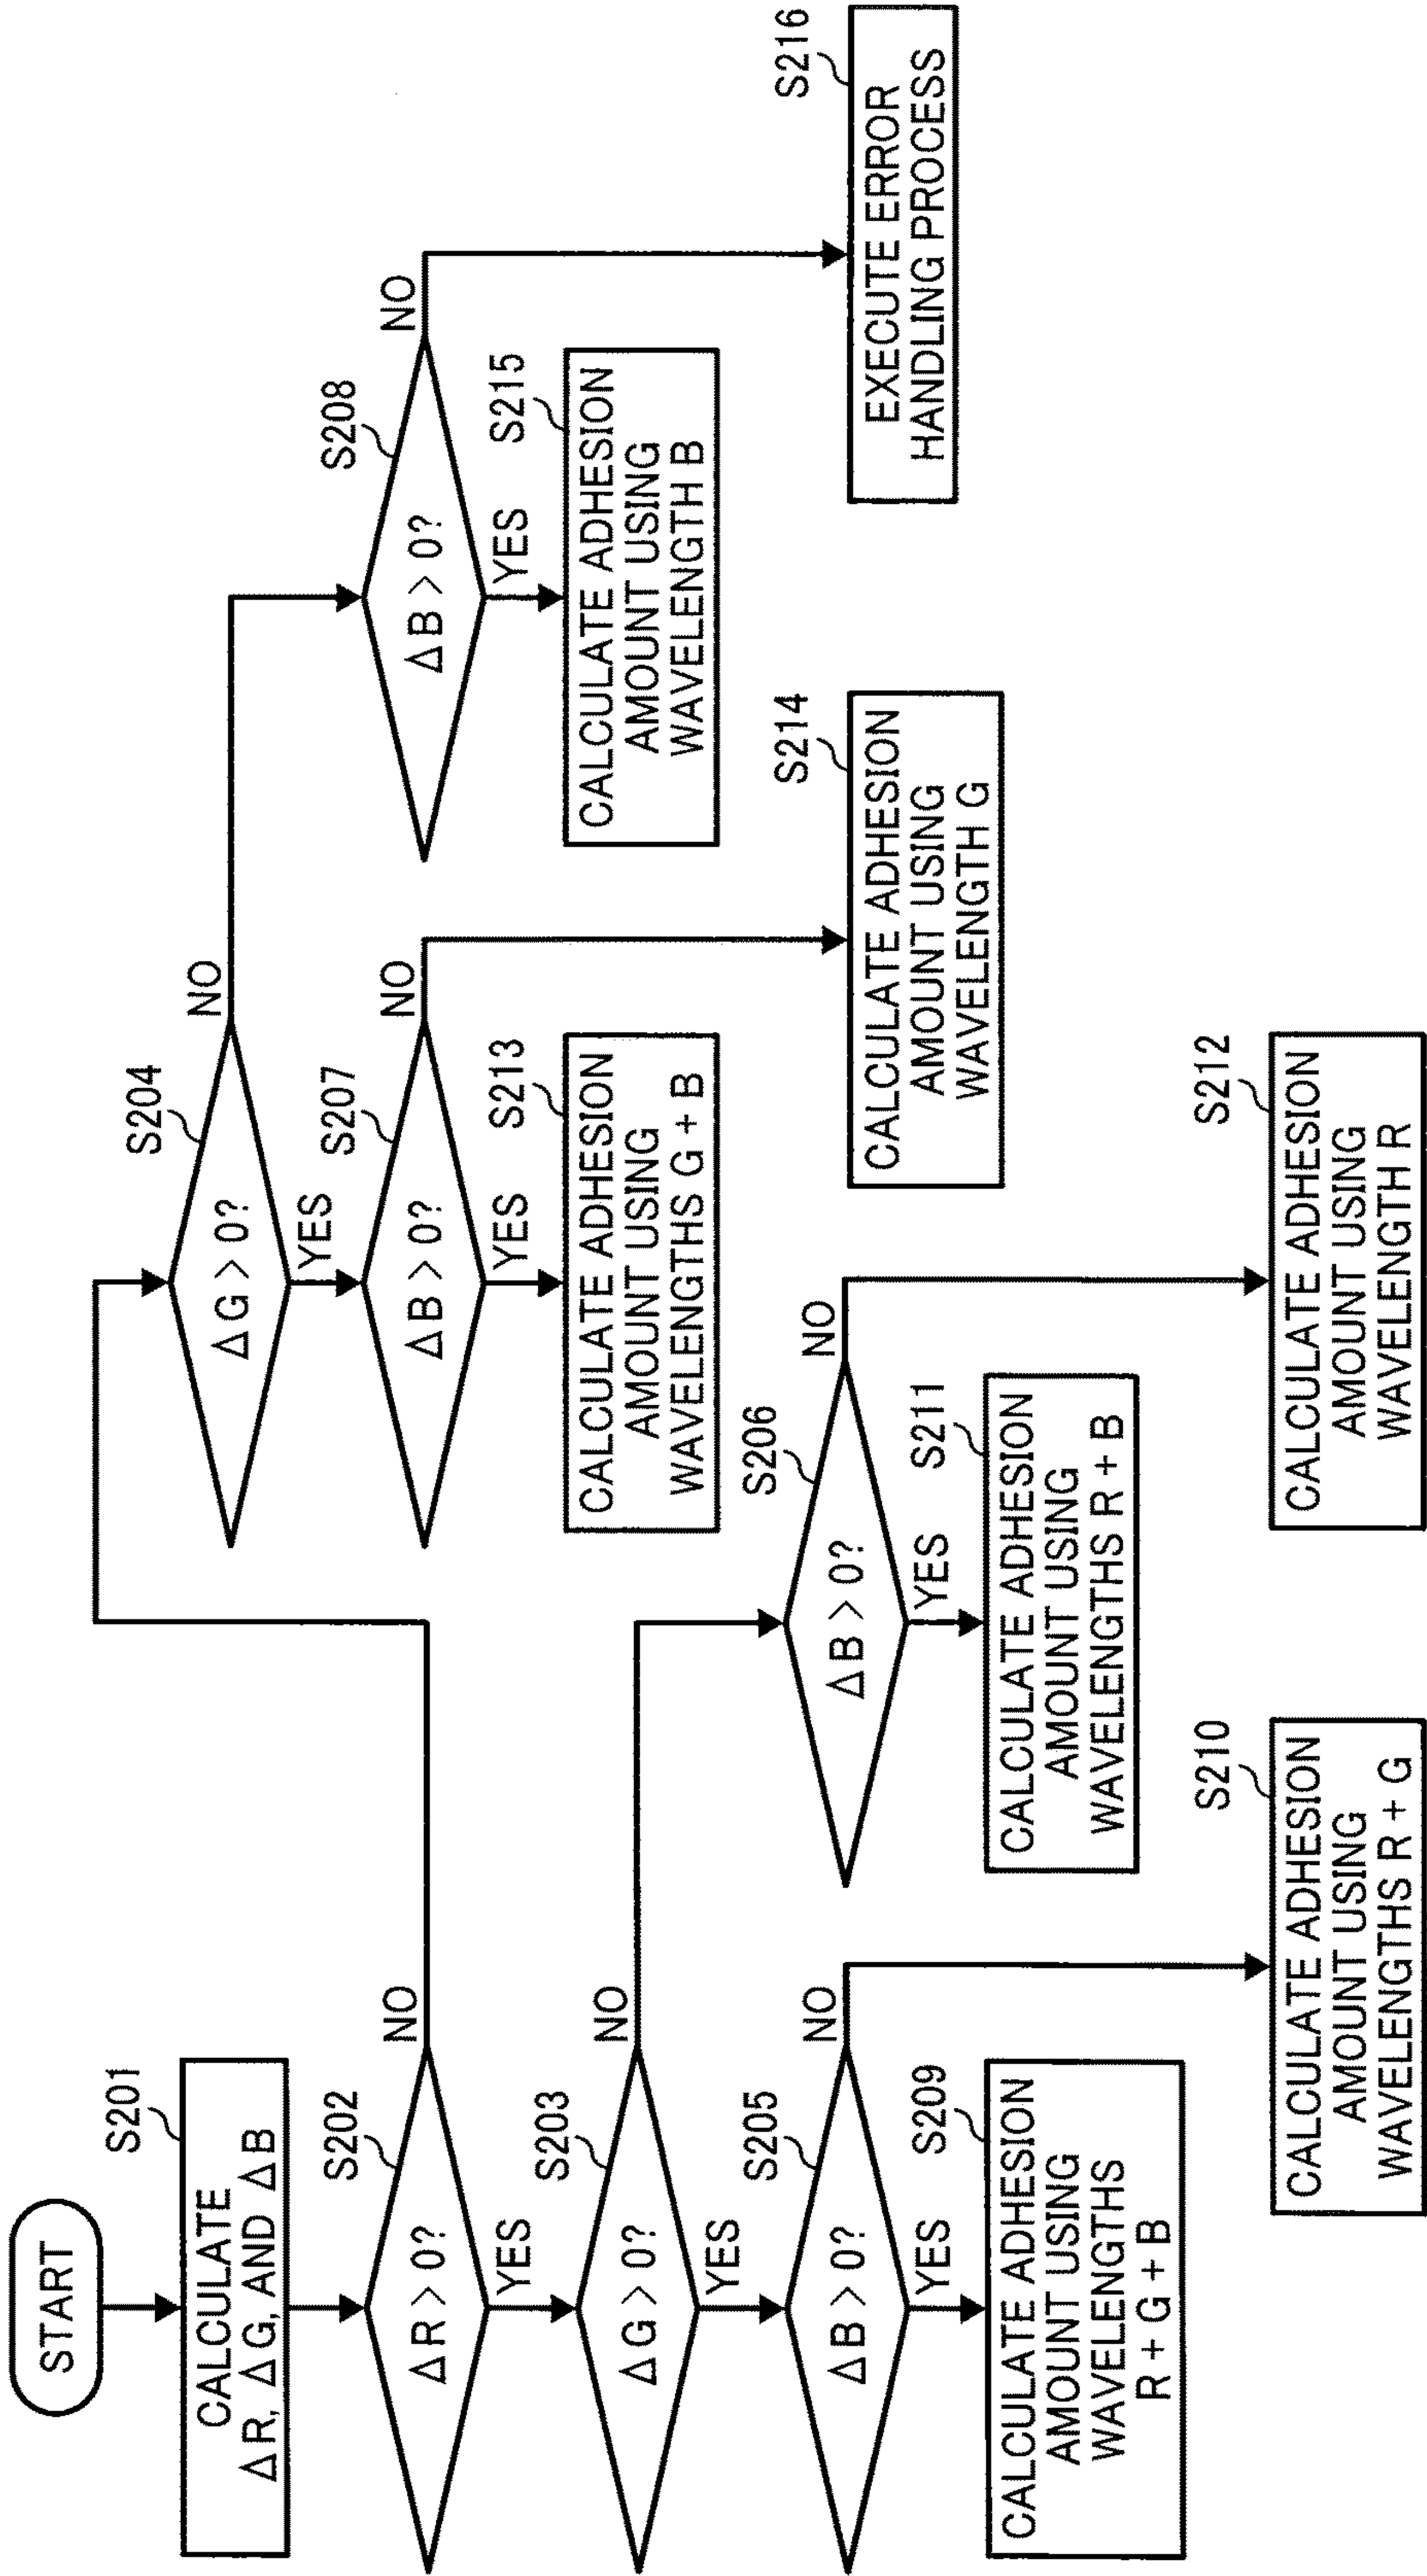 START
S201
CALCULATE
ΔR, ΔG, AND ΔB
S202
ΔR > 0?
NO
YES
S203
ΔG > 0?
NO
YES
S205
ΔB > 0?
NO
YES
S209
CALCULATE ADHESION
AMOUNT USING
WAVELENGTHS
R + G + B
S210
CALCULATE ADHESION
AMOUNT USING
WAVELENGTHS R + G
S206
ΔB > 0?
NO
YES
S211
CALCULATE ADHESION
AMOUNT USING
WAVELENGTHS R + B
S212
CALCULATE ADHESION
AMOUNT USING
WAVELENGTH R
S204
ΔG > 0?
NO
YES
S207
ΔB > 0?
NO
YES
S213
CALCULATE ADHESION
AMOUNT USING
WAVELENGTHS G + B
S214
CALCULATE ADHESION
AMOUNT USING
WAVELENGTH G
S208
ΔB > 0?
NO
YES
S215
CALCULATE ADHESION
AMOUNT USING
WAVELENGTH B
S216
EXECUTE ERROR
HANDLING PROCESS